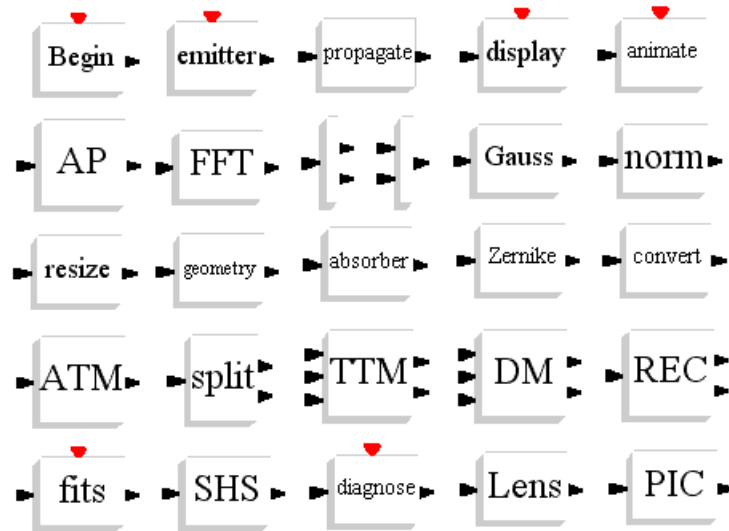 Begin emitter propagate display animate
AP FFT Gauss norm
resize geometry absorber Zernike convert
ATM split TTM DM REC
fits SHS diagnose Lens PIC